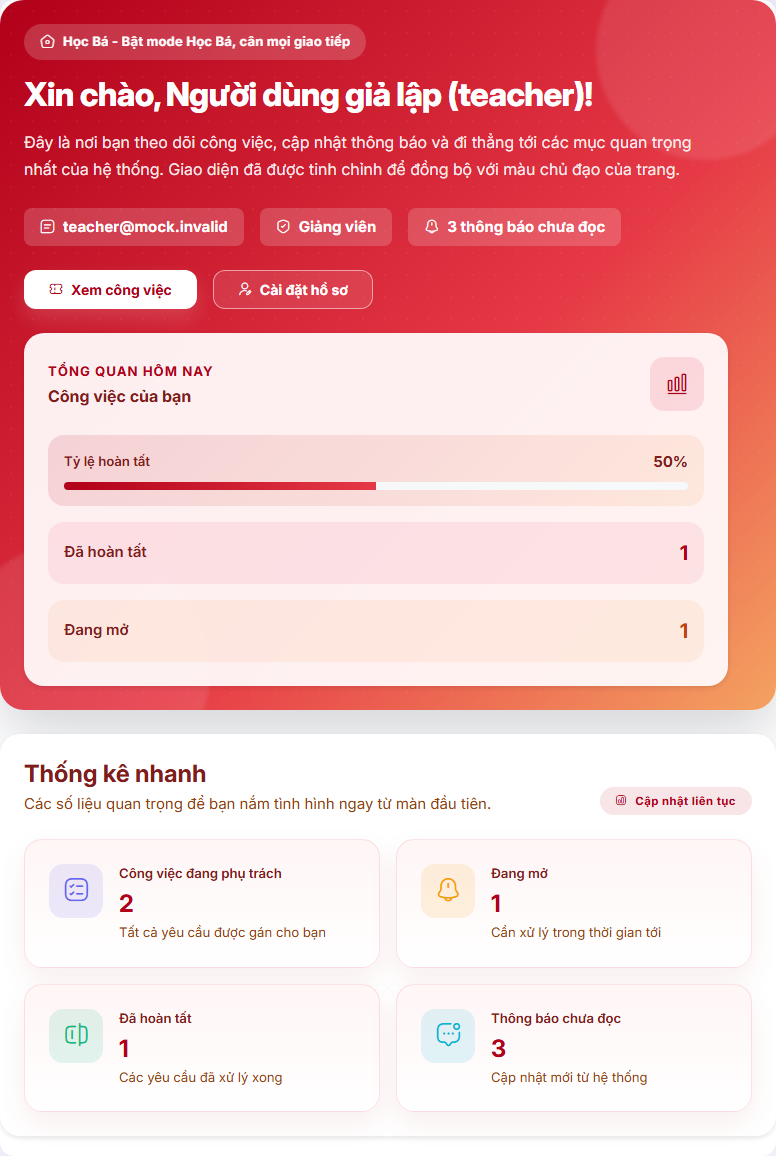 Học Bá - Bật mode Học Bá, cân mọi giao tiếp
Xin chào, Người dùng giả lập (teacher)!
Đây là nơi bạn theo dõi công việc, cập nhật thông báo và đi thẳng tới các mục quan trọng
nhất của hệ thống. Giao diện đã được tinh chỉnh để đồng bộ với màu chủ đạo của trang.
teacher@mock.invalid
Giảng viên
3 thông báo chưa đọc
Xem công việc
Cài đặt hồ sơ
TỔNG QUAN HÔM NAY
Công việc của bạn
Tỷ lệ hoàn tất
50%
Đã hoàn tất
1
Đang mở
1
Thống kê nhanh
Các số liệu quan trọng để bạn nắm tình hình ngay từ màn đầu tiên.
Cập nhật liên tục
Công việc đang phụ trách
2
Tất cả yêu cầu được gán cho bạn
Đang mở
1
Cần xử lý trong thời gian tới
Đã hoàn tất
1
Các yêu cầu đã xử lý xong
Thông báo chưa đọc
3
Cập nhật mới từ hệ thống